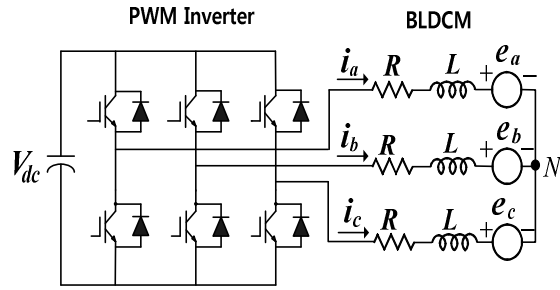 PWM Inverter
BLDCM
V_dc
i_a R L + e_a −
i_b R L + e_b −
N
i_c R L + e_c −